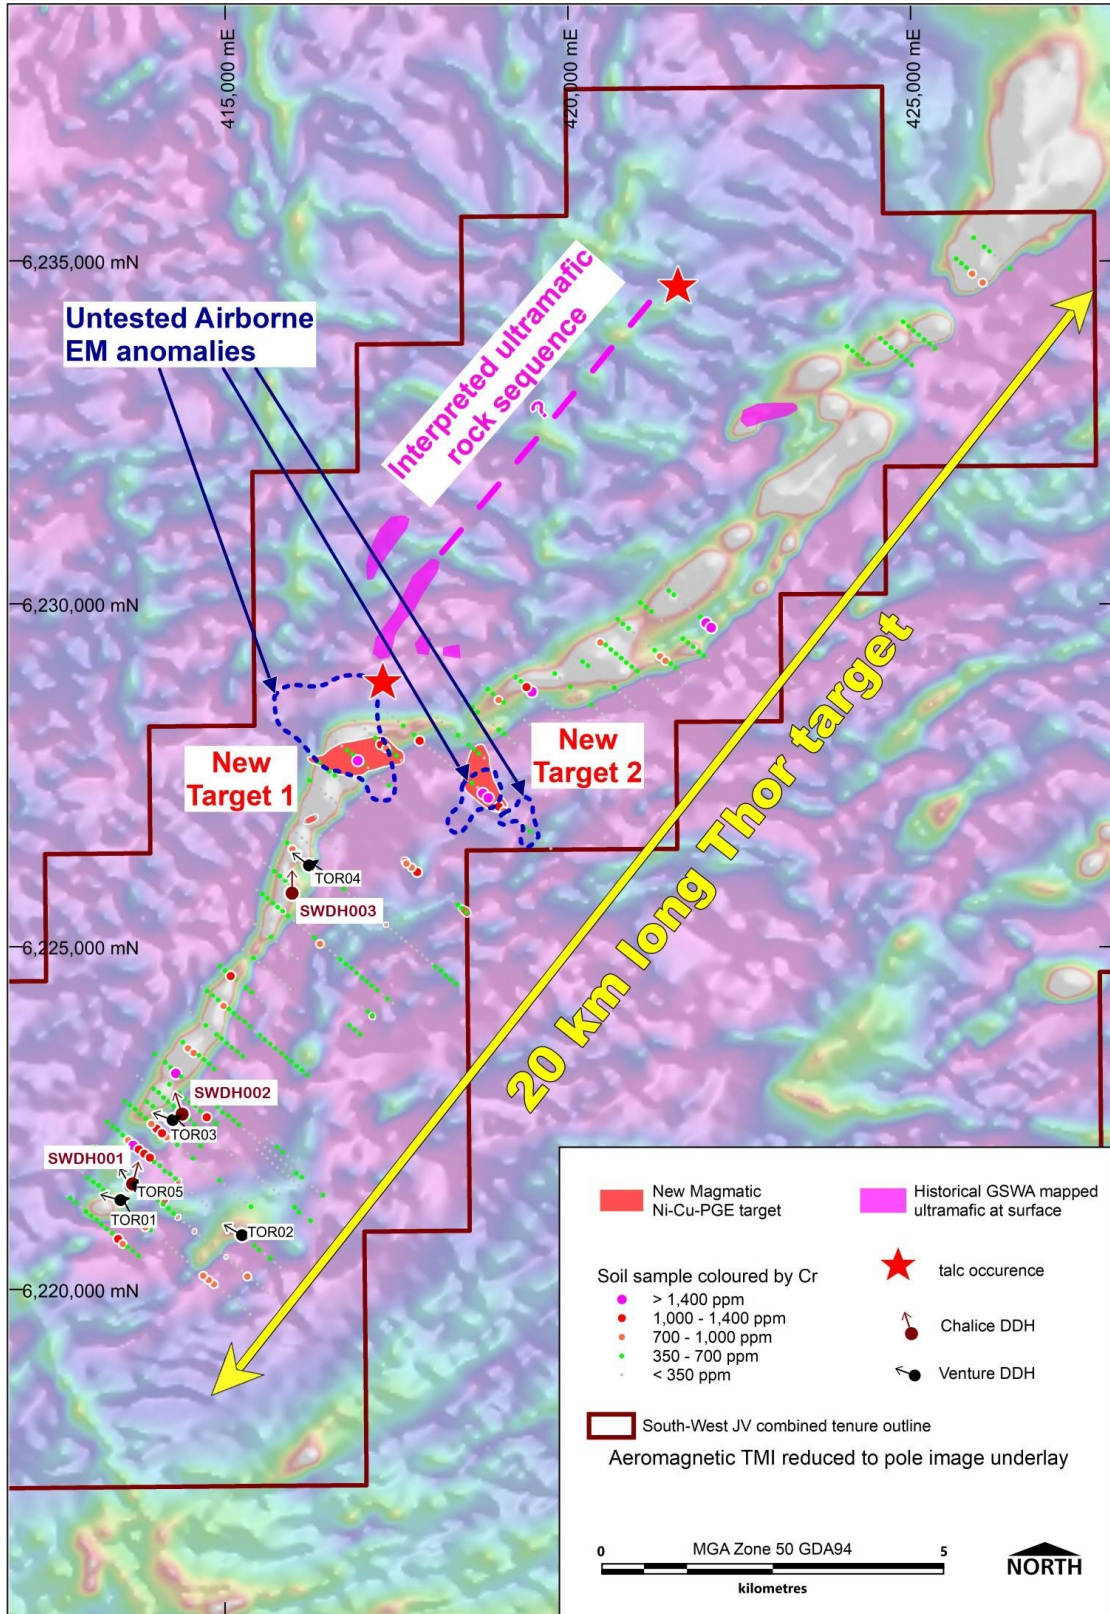 415,000 mE
420,000 mE
425,000 mE
6,235,000 mN
Untested Airborne
EM anomalies
Interpreted ultramafic
rock sequence
?
6,230,000 mN
New
Target 1
New
Target 2
TOR04
SWDH003
6,225,000 mN
20 km long Thor target
SWDH002
TOR03
SWDH001
TOR05
TOR01
TOR02
6,220,000 mN
New Magmatic
Ni-Cu-PGE target
Historical GSWA mapped
ultramafic at surface
Soil sample coloured by Cr
> 1,400 ppm
1,000 - 1,400 ppm
700 - 1,000 ppm
350 - 700 ppm
< 350 ppm
talc occurence
Chalice DDH
Venture DDH
South-West JV combined tenure outline
Aeromagnetic TMI reduced to pole image underlay
0
MGA Zone 50 GDA94
5
kilometres
NORTH